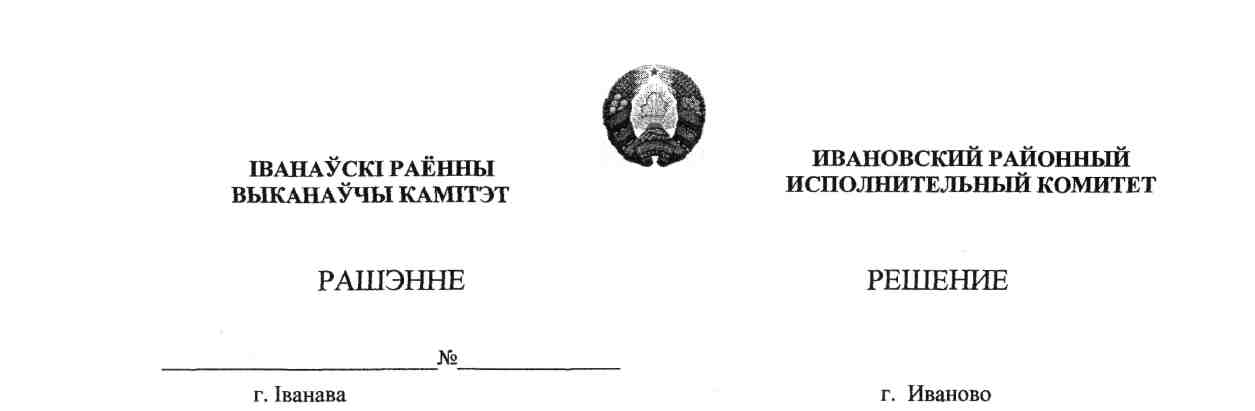 ІВАНАЎСКІ РАЁННЫ
ВЫКАНАЎЧЫ КАМІТЭТ
РАШЭННЕ
№
г. Іванава
ИВАНОВСКИЙ РАЙОННЫЙ
ИСПОЛНИТЕЛЬНЫЙ КОМИТЕТ
РЕШЕНИЕ
г. Иваново